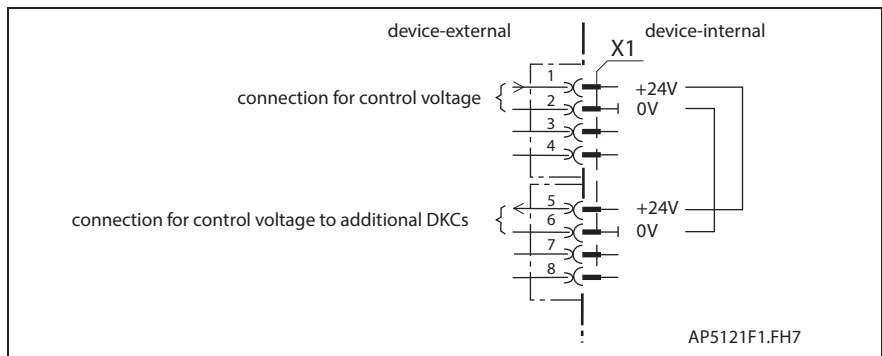 device-external
device-internal
X1
1
connection for control voltage
+24V
2
0V
3
4
5
+24V
connection for control voltage to additional DKCs
6
0V
7
8
AP5121F1.FH7